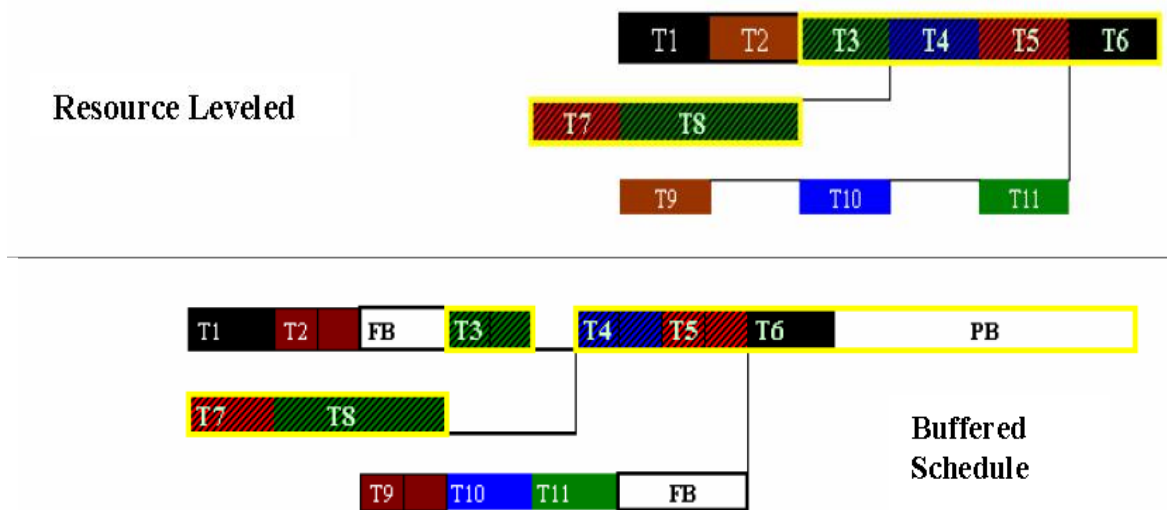 T1 T2 T3 T4 T5 T6
Resource Leveled
T7 T8
T9 T10 T11
T1 T2 FB T3 T4 T5 T6 PB
T7 T8
Buffered
Schedule
T9 T10 T11 FB